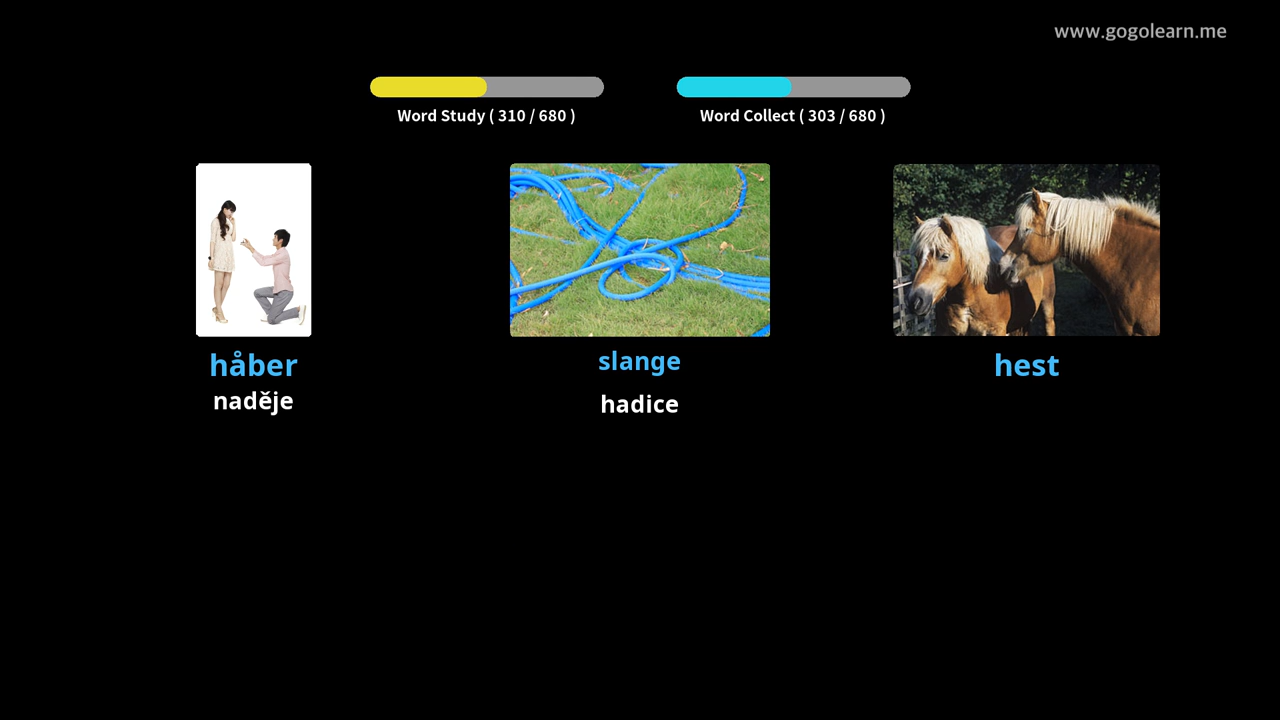 www.gogolearn.me
Word Study ( 310 / 680 )
Word Collect ( 303 / 680 )
håber
naděje
slange
hadice
hest